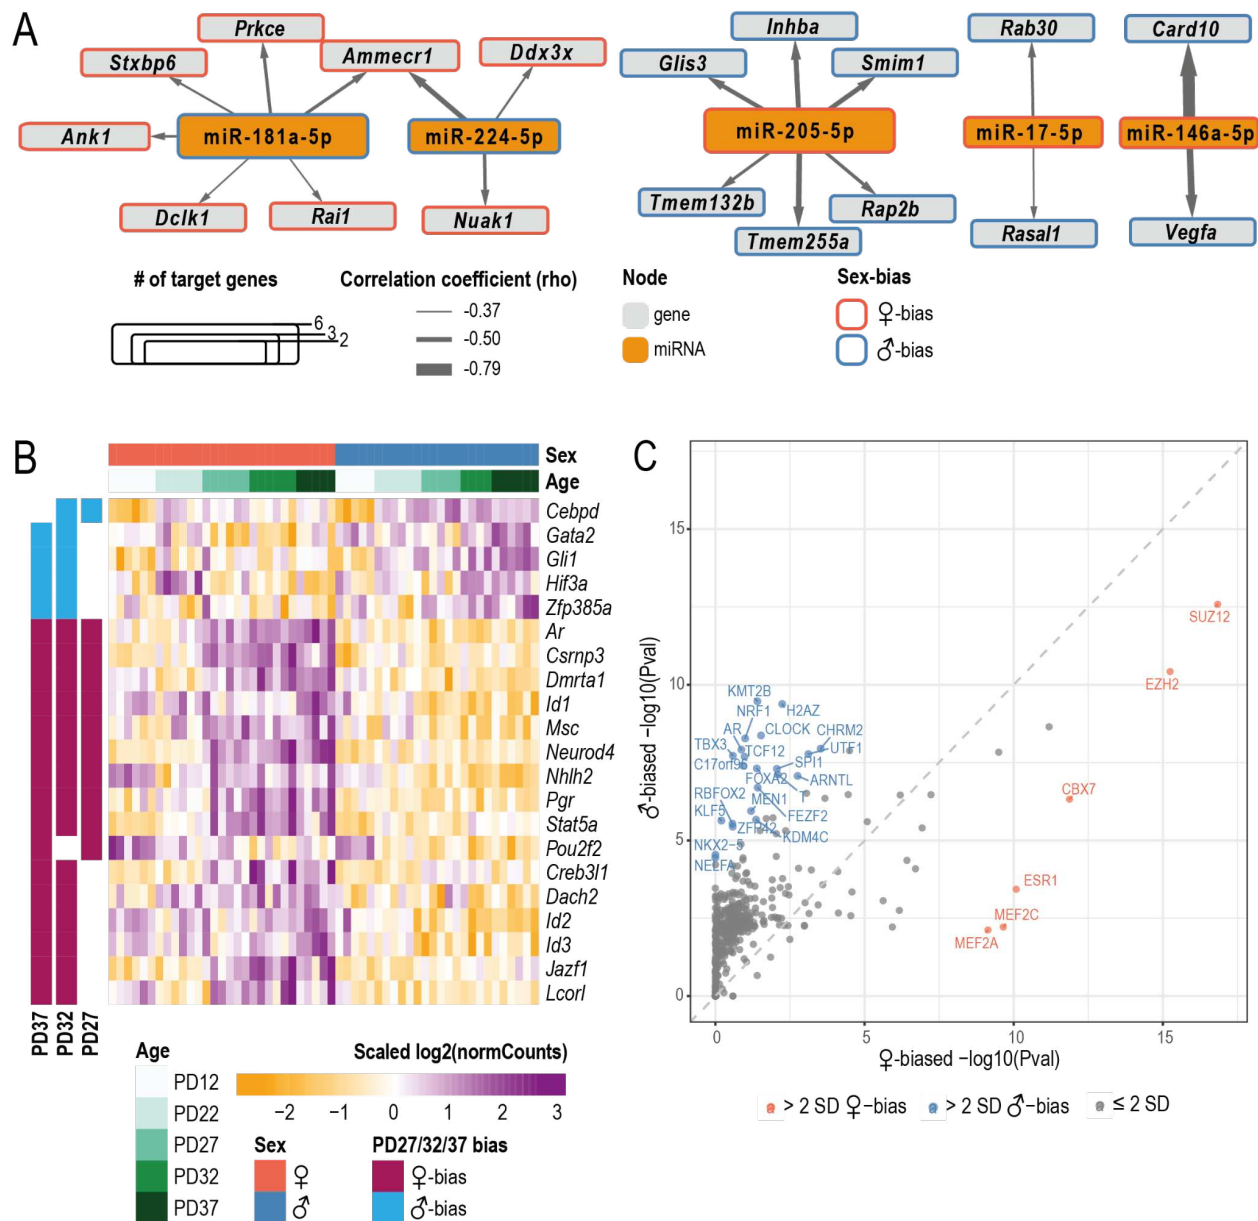 A
Prkce
Stxbp6
Ammecr1
Ddx3x
Ank1
miR-181a-5p
miR-224-5p
Dclk1
Rai1
Nuak1
Inhba
Glis3
Smim1
miR-205-5p
Tmem132b
Rap2b
Tmem255a
Rab30
miR-17-5p
Rasal1
Card10
miR-146a-5p
Vegfa
# of target genes
6
3
2
Correlation coefficient (rho)
-0.37
-0.50
-0.79
Node
gene
miRNA
Sex-bias
♀-bias
♂-bias
B
Sex
Age
Cebpd
Gata2
Gli1
Hif3a
Zfp385a
Ar
Csrnp3
Dmrta1
Id1
Msc
Neurod4
Nhlh2
Pgr
Stat5a
Pou2f2
Creb3l1
Dach2
Id2
Id3
Jazf1
Lcorl
PD37
PD32
PD27
Age
PD12
PD22
PD27
PD32
PD37
Scaled log2(normCounts)
−2 −1 0 1 2 3
Sex
♀
♂
PD27/32/37 bias
♀-bias
♂-bias
C
♂-biased −log10(Pval)
15
10
5
0
SUZ12
EZH2
CBX7
ESR1
MEF2C
MEF2A
KMT2B
H2AZ
NRF1
CLOCK
CHRM2
AR
UTF1
TBX3
TCF12
SPI1
FOXA2
ARNTL
T
RBFOX2
MEN1
FEZF2
KLF5
ZFP42
KDM4C
NKX2−5
NELFA
0 5 10 15
♀-biased −log10(Pval)
> 2 SD ♀-bias
> 2 SD ♂-bias
≤ 2 SD